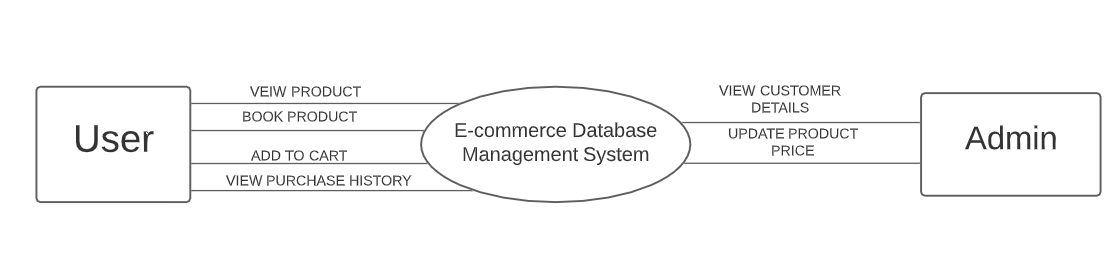 User
VEIW PRODUCT
BOOK PRODUCT
ADD TO CART
VIEW PURCHASE HISTORY
E-commerce Database
Management System
VIEW CUSTOMER
DETAILS
UPDATE PRODUCT
PRICE
Admin